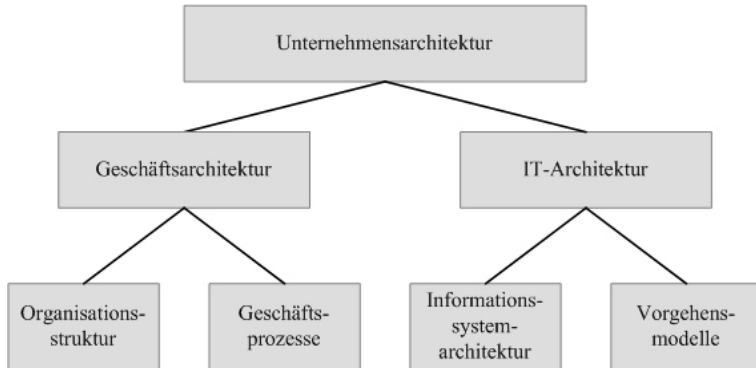 Unternehmensarchitektur
Geschäftsarchitektur
IT-Architektur
Organisations-
struktur
Geschäfts-
prozesse
Informations-
system-
architektur
Vorgehens-
modelle